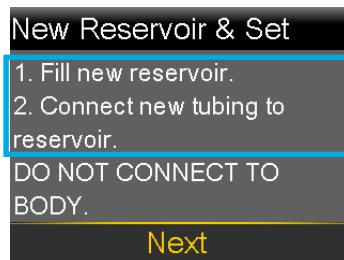 New Reservoir & Set
1. Fill new reservoir.
2. Connect new tubing to
reservoir.
DO NOT CONNECT TO
BODY.
Next